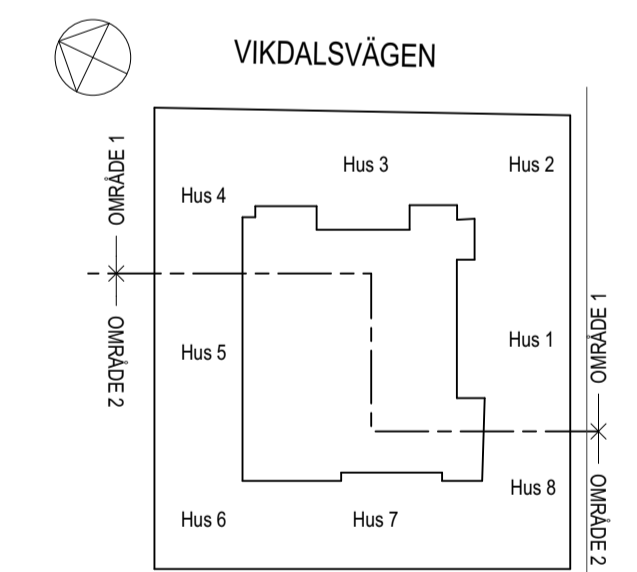 VIKDALSVÄGEN
Hus 3
Hus 2
Hus 4
OMRÅDE 1
OMRÅDE 2
Hus 5
Hus 1
OMRÅDE 1
OMRÅDE 2
Hus 8
Hus 6
Hus 7